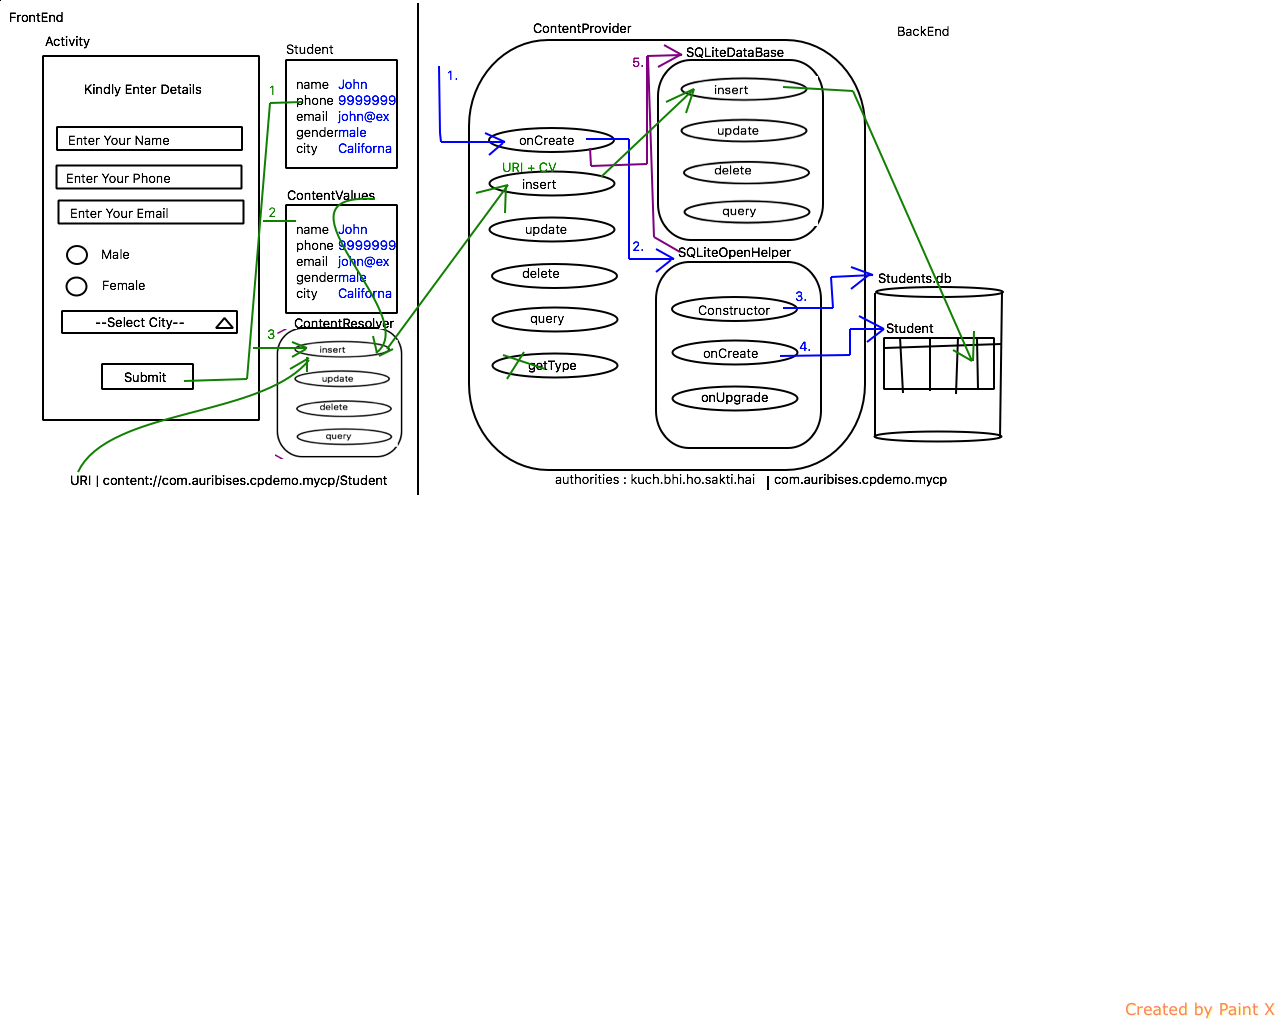 FrontEnd
Activity
Kindly Enter Details
Enter Your Name
Enter Your Phone
Enter Your Email
Male
Female
--Select City--
Submit
1
Student
name John
phone 9999999
email john@ex
gender male
city Californa
2
ContentValues
name John
phone 9999999
email john@ex
gender male
city Californa
3
ContentResolver
insert
update
delete
query
URI | content://com.auribises.cpdemo.mycp/Student
ContentProvider
1.
onCreate
URI + CV
insert
update
delete
query
getType
5.
SQLiteDataBase
insert
update
delete
query
2.
SQLiteOpenHelper
Constructor
3.
onCreate
4.
onUpgrade
authorities : kuch.bhi.ho.sakti.hai | com.auribises.cpdemo.mycp
BackEnd
Students.db
Student
Created by Paint X